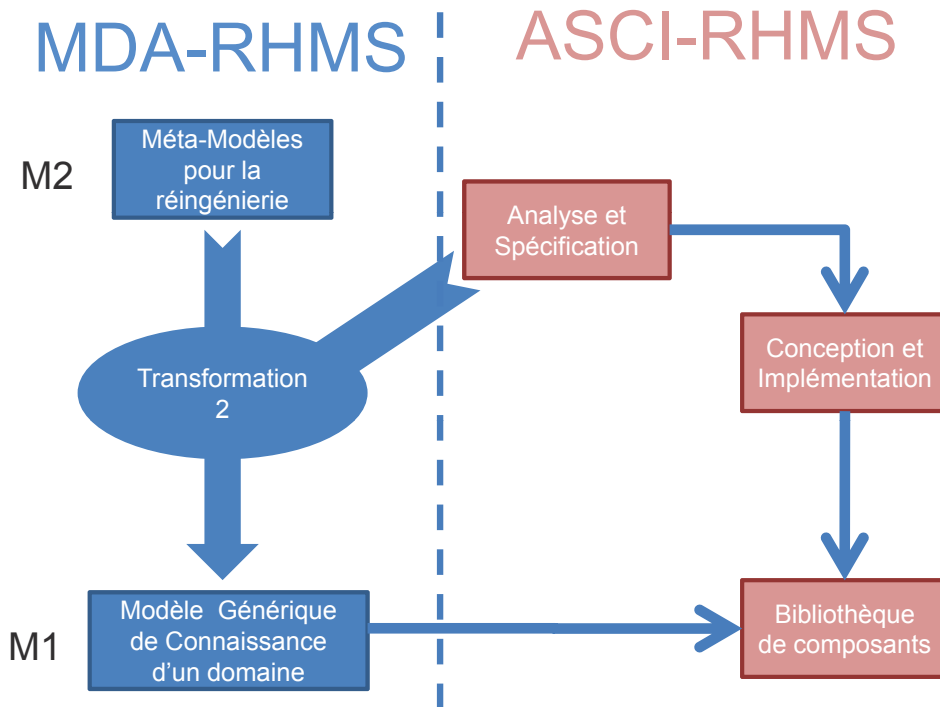 MDA-RHMS
ASCI-RHMS
M2
Méta-Modèles
pour la
réingénierie
Analyse et
Spécification
Transformation
2
Conception et
Implémentation
M1
Modèle Générique
de Connaissance
d'un domaine
Bibliothèque
de composants